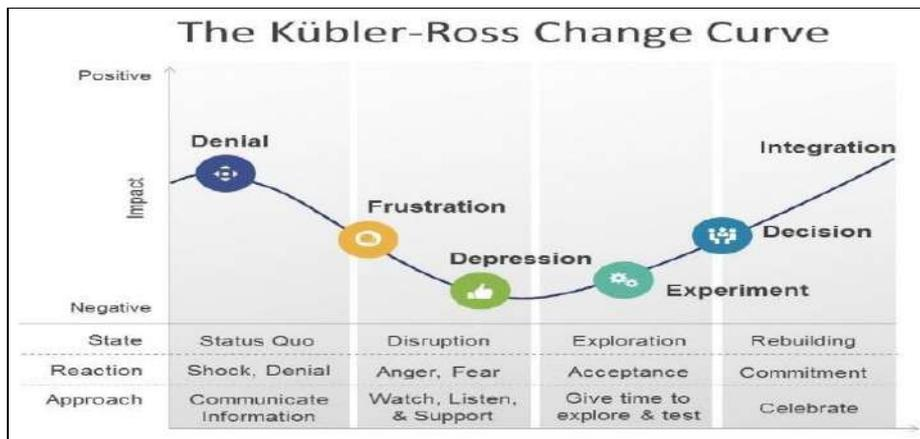 The Kübler-Ross Change Curve
Positive
Denial
Integration
Impact
Frustration
Decision
Depression
Experiment
Negative
State Status Quo Disruption Exploration Rebuilding
Reaction Shock, Denial Anger, Fear Acceptance Commitment
Approach Communicate Watch, Listen, Give time to Celebrate
Information & Support explore & test